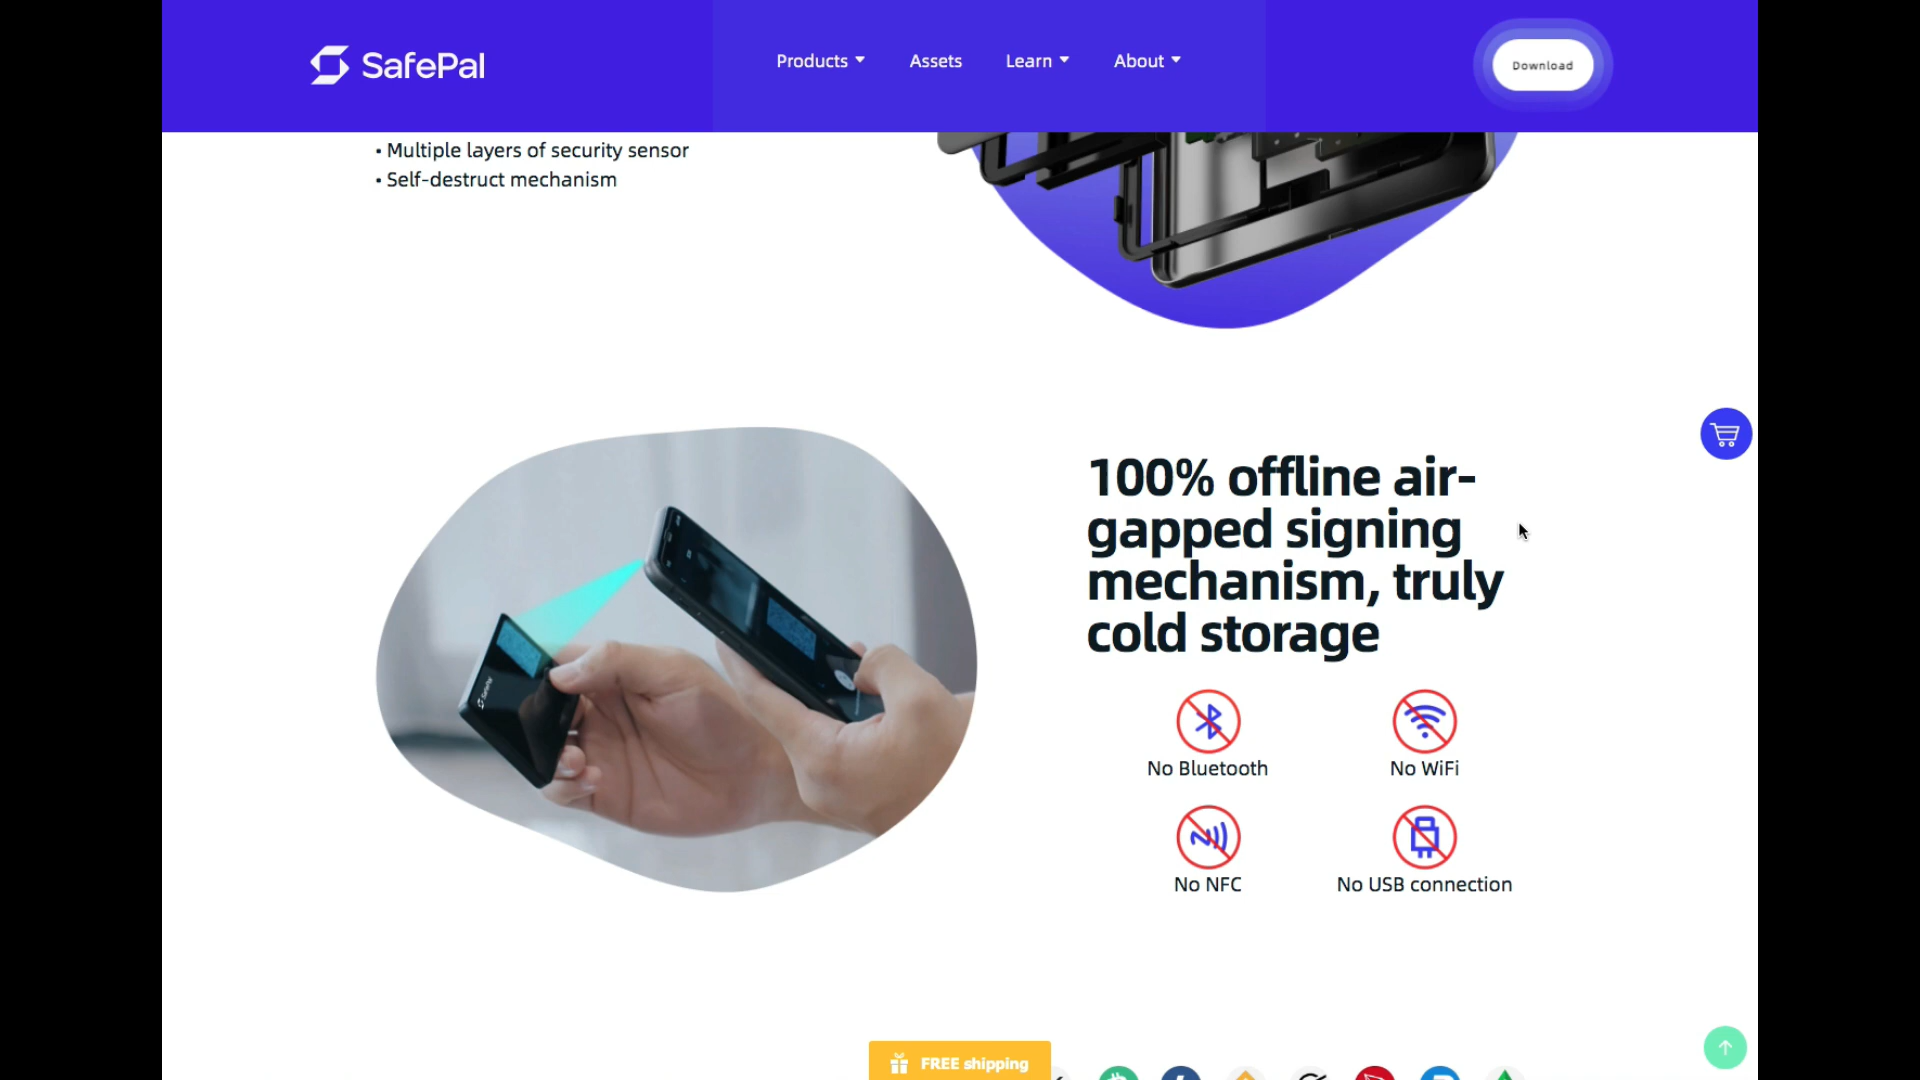 SafePal
Products
Assets
Learn
About
Download
• Multiple layers of security sensor
• Self-destruct mechanism
100% offline air-
gapped signing
mechanism, truly
cold storage
SafePal
No Bluetooth
No WiFi
No NFC
No USB connection
FREE shipping